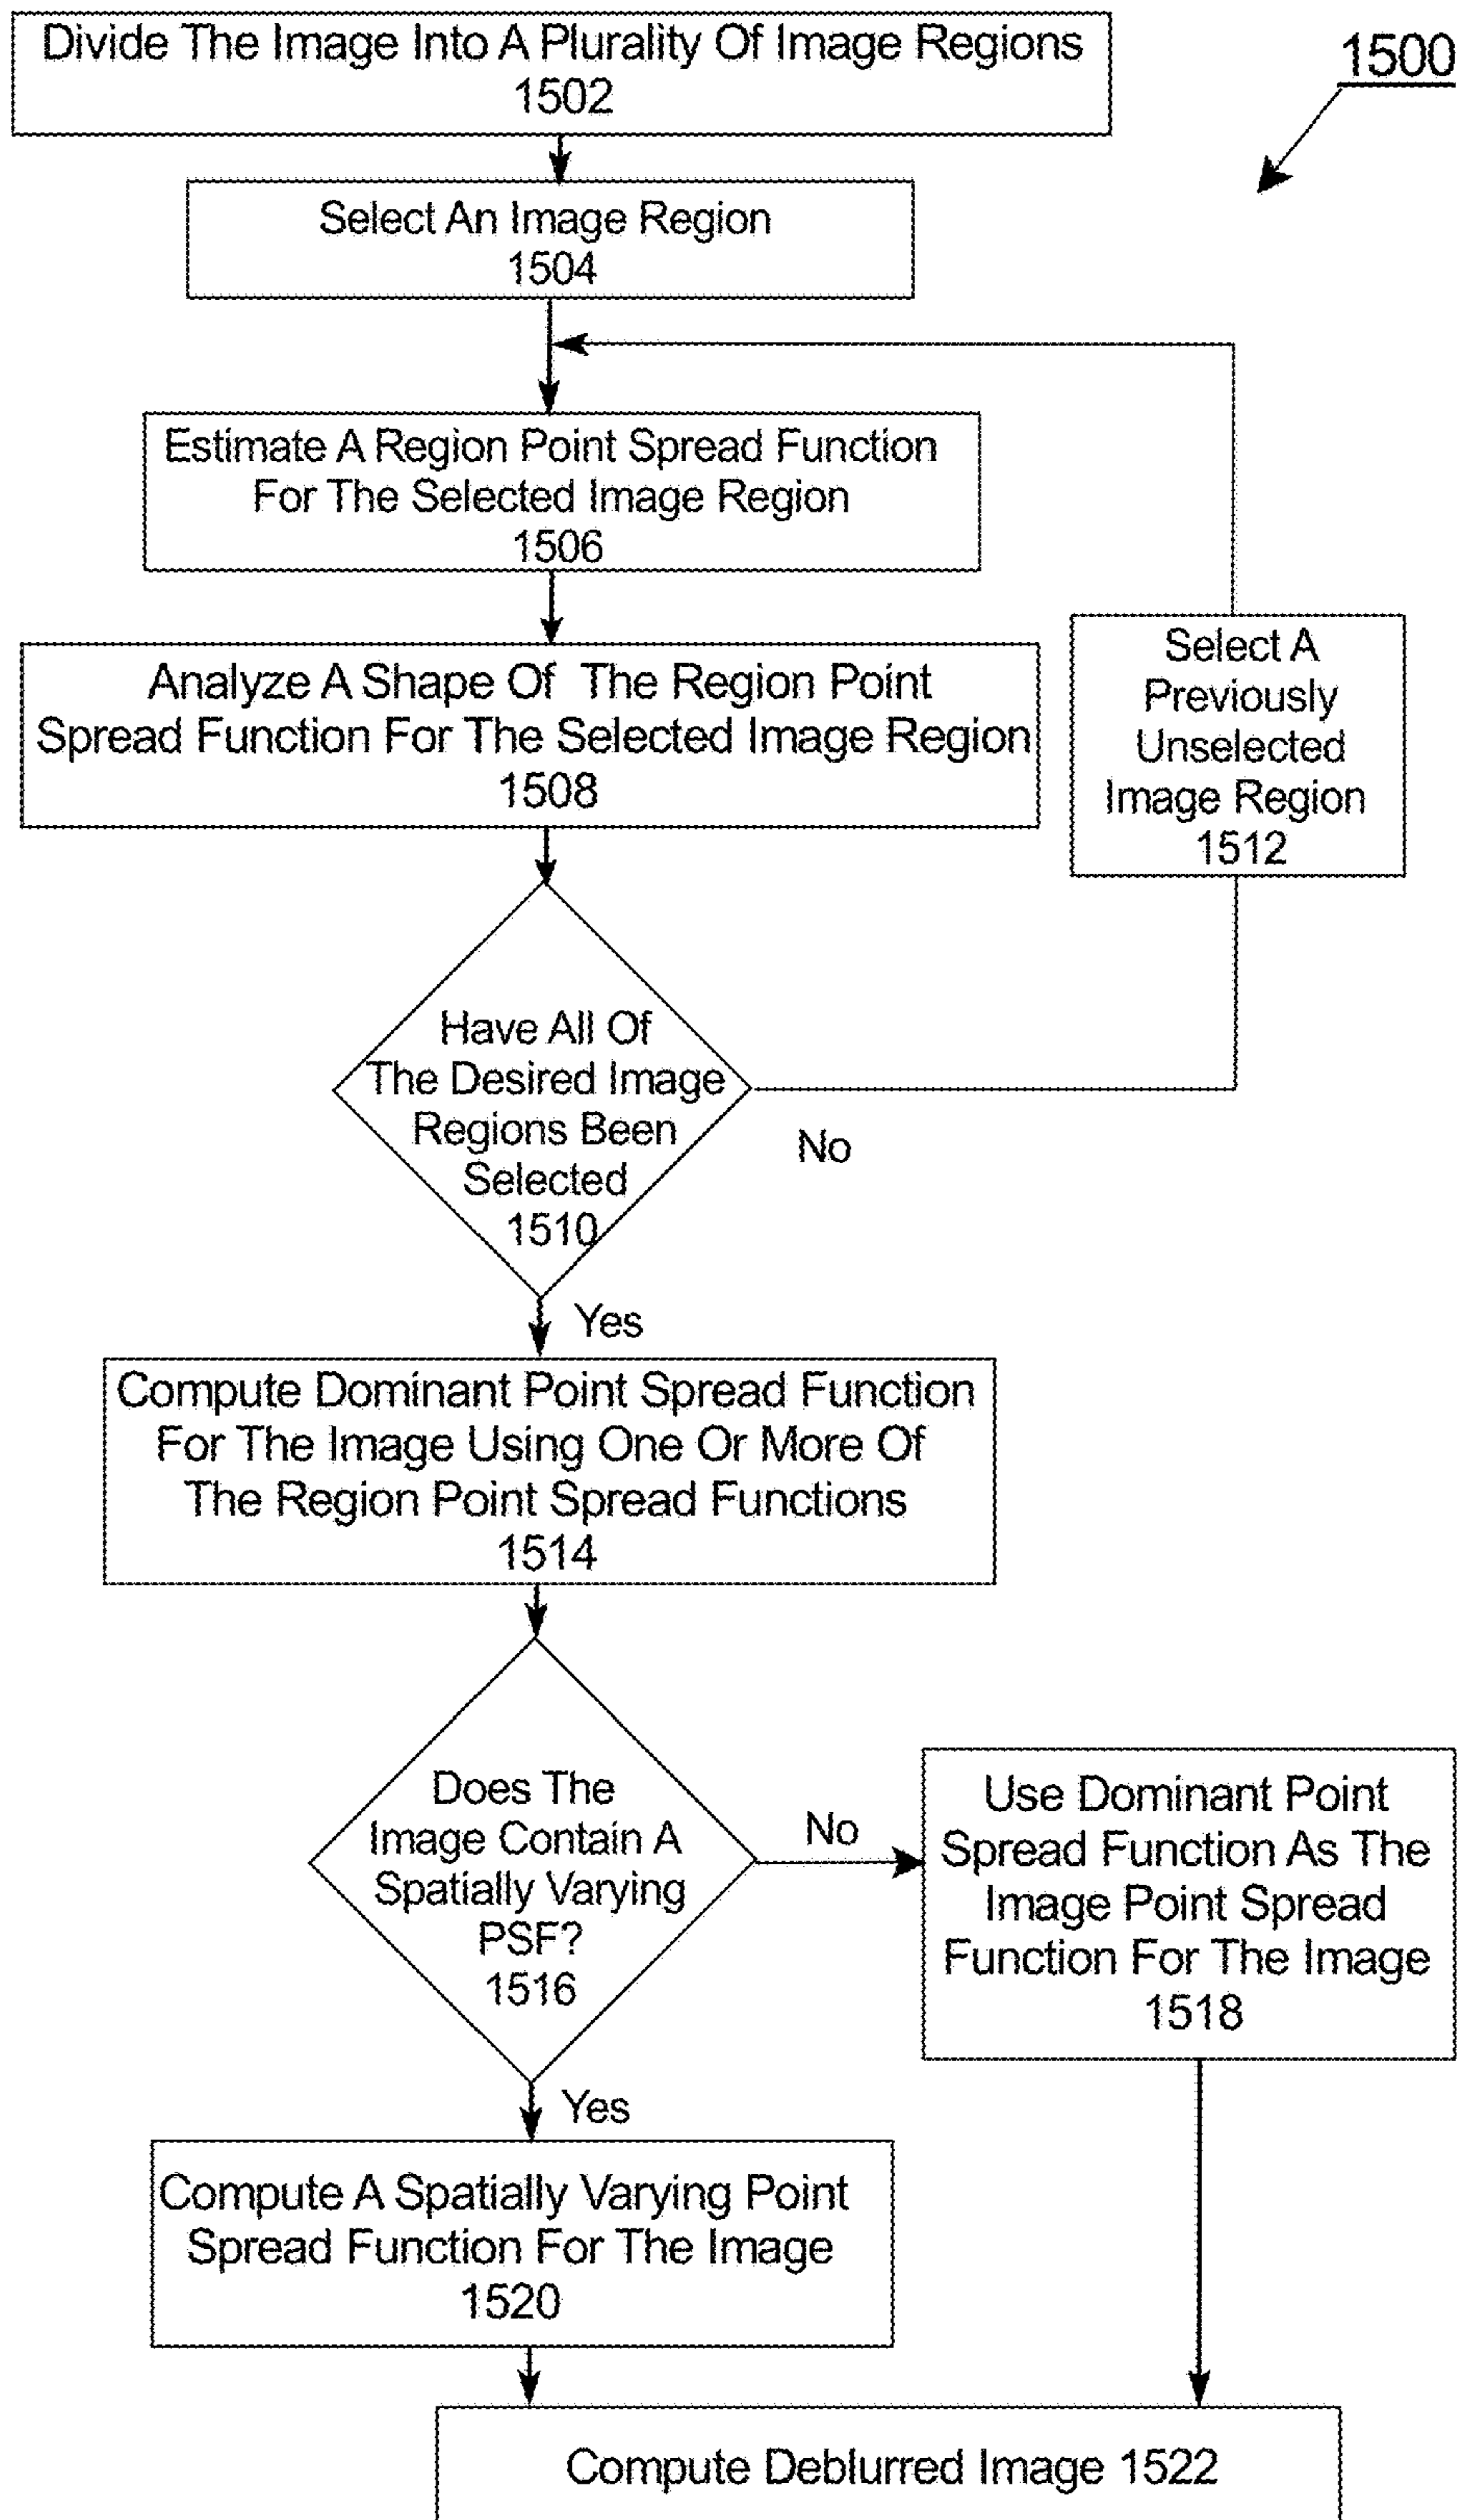 Divide The Image Into A Plurality Of Image Regions
1502
1500
Select An Image Region
1504
Estimate A Region Point Spread Function
For The Selected Image Region
1506
Analyze A Shape Of The Region Point
Spread Function For The Selected Image Region
1508
Select A
Previously
Unselected
Image Region
1512
Have All Of
The Desired Image
Regions Been
Selected
1510
No
Yes
Compute Dominant Point Spread Function
For The Image Using One Or More Of
The Region Point Spread Functions
1514
Does The
Image Contain A
Spatially Varying
PSF?
1516
No
Use Dominant Point
Spread Function As The
Image Point Spread
Function For The Image
1518
Yes
Compute A Spatially Varying Point
Spread Function For The Image
1520
Compute Deblurred Image 1522